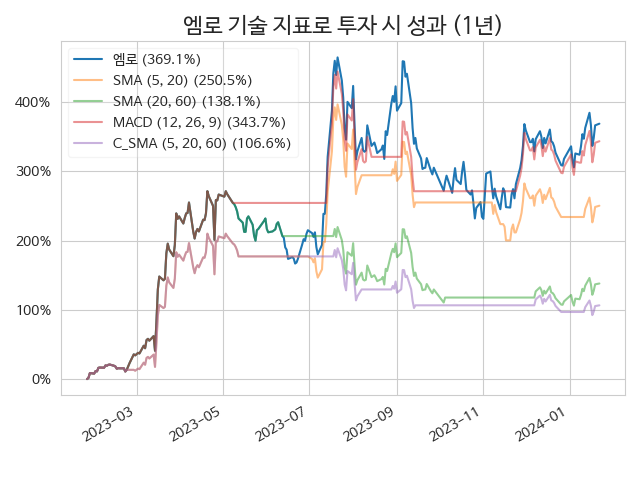 엠로 기술 지표로 투자 시 성과 (1년)
엠로 (369.1%)
SMA (5, 20) (250.5%)
SMA (20, 60) (138.1%)
MACD (12, 26, 9) (343.7%)
C_SMA (5, 20, 60) (106.6%)
400%
300%
200%
100%
0%
2023-03
2023-05
2023-07
2023-09
2023-11
2024-01